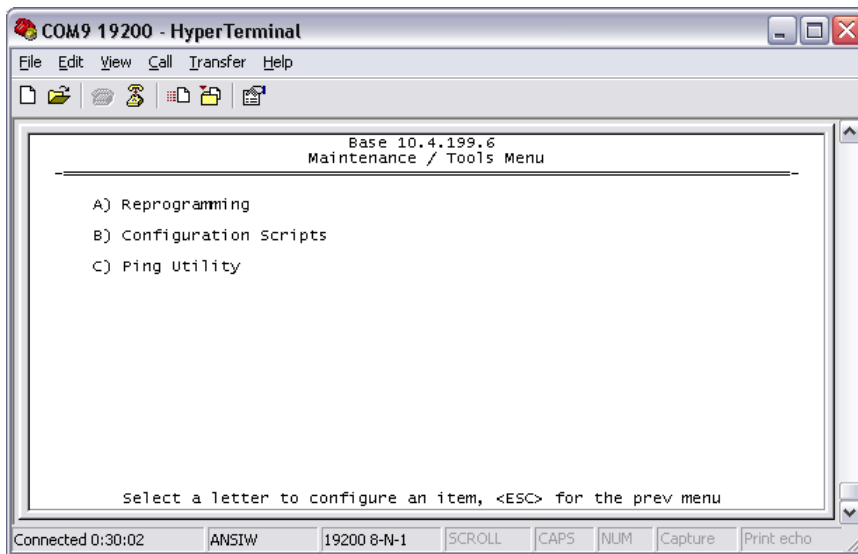 COM9 19200 - HyperTerminal
File Edit View Call Transfer Help
Base 10.4.199.6
Maintenance / Tools Menu
A) Reprogramming
B) Configuration Scripts
C) Ping Utility
Select a letter to configure an item, <ESC> for the prev menu
Connected 0:30:02 ANSIW 19200 8-N-1 SCROLL CAPS NUM Capture Print echo